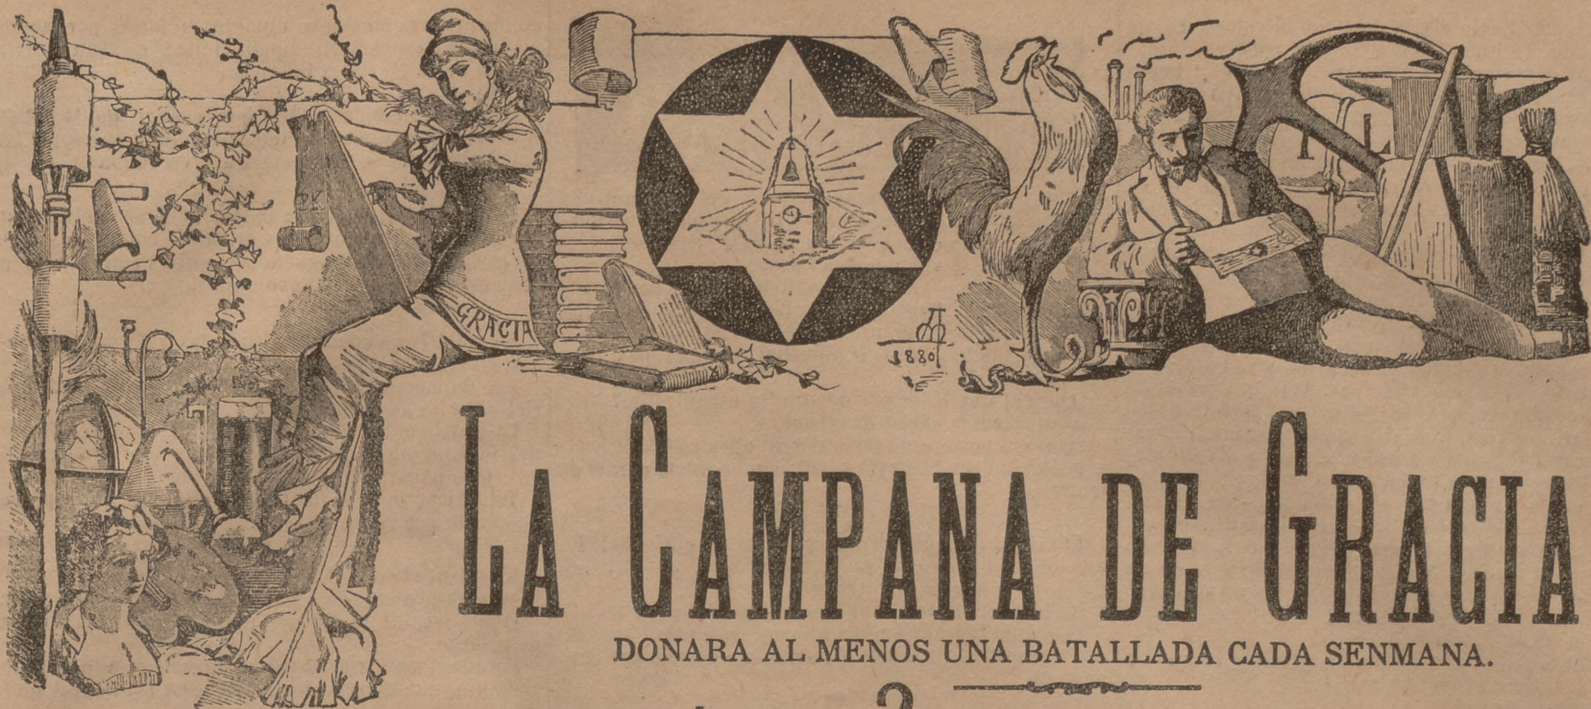 GRACIA
1880
LA CAMPANA DE GRACIA
DONARA AL MENOS UNA BATALLADA CADA SENMANA.